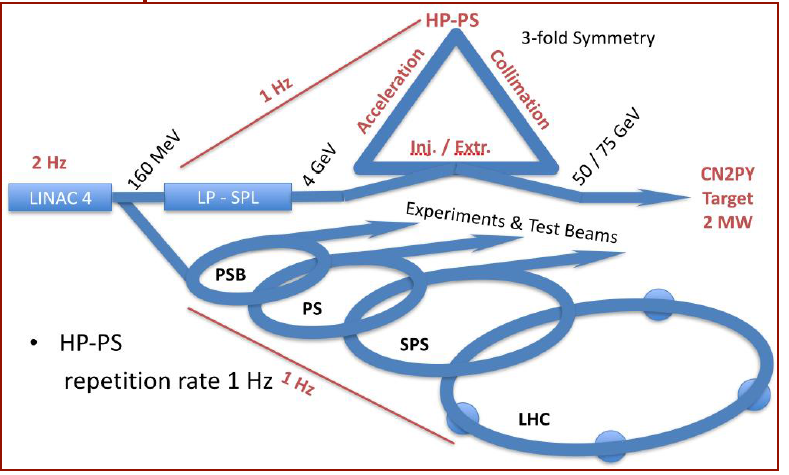 HP-PS
3-fold Symmetry
1 Hz
Acceleration
Collimation
Inj. / Extr.
2 Hz
160 MeV
4 GeV
50 / 75 GeV
LINAC 4
LP - SPL
CN2PY
Target
2 MW
Experiments & Test Beams
PSB
PS
SPS
LHC
• HP-PS
repetition rate 1 Hz
1 Hz